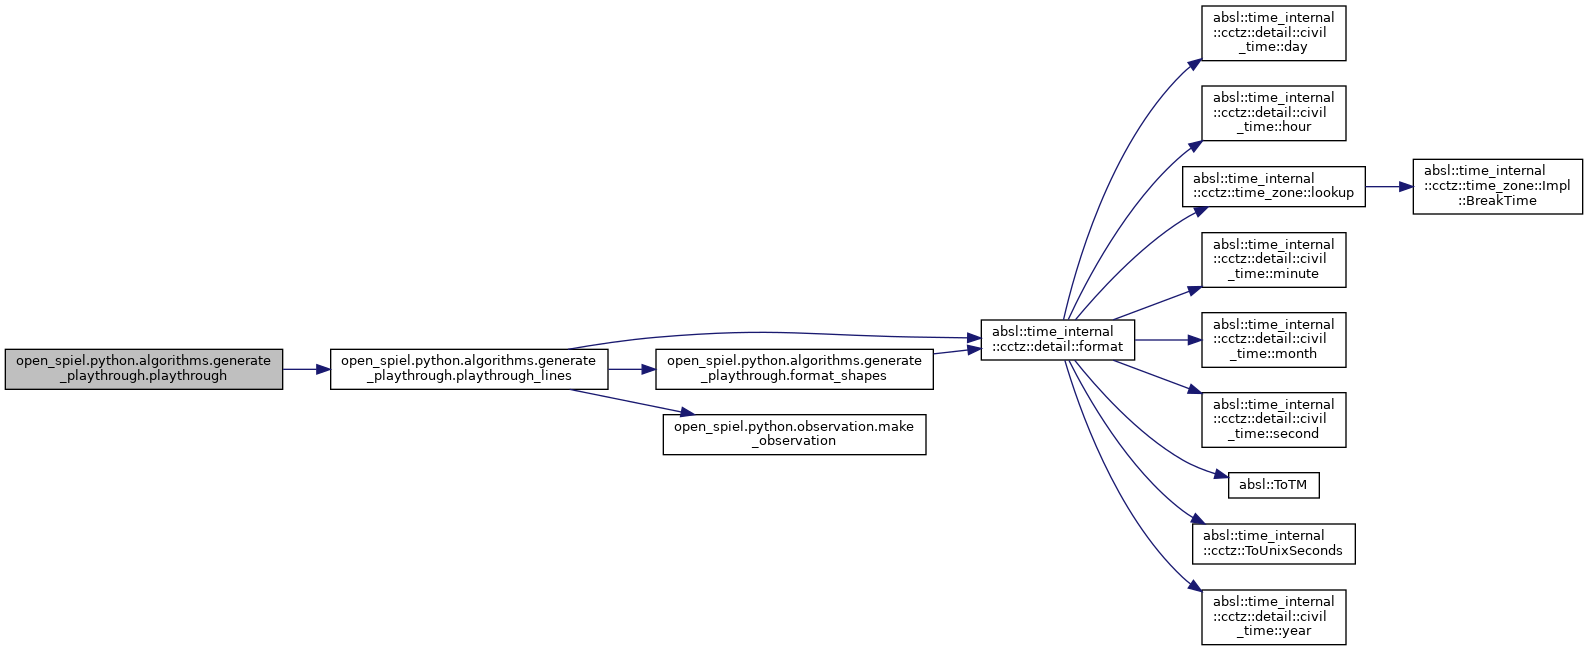 open_spiel.python.algorithms.generate
_playthrough.playthrough
open_spiel.python.algorithms.generate
_playthrough.playthrough_lines
open_spiel.python.algorithms.generate
_playthrough.format_shapes
open_spiel.python.observation.make
_observation
absl::time_internal
::cctz::detail::format
absl::time_internal
::cctz::detail::civil
_time::day
absl::time_internal
::cctz::detail::civil
_time::hour
absl::time_internal
::cctz::time_zone::lookup
absl::time_internal
::cctz::time_zone::Impl
::BreakTime
absl::time_internal
::cctz::detail::civil
_time::minute
absl::time_internal
::cctz::detail::civil
_time::month
absl::time_internal
::cctz::detail::civil
_time::second
absl::ToTM
absl::time_internal
::cctz::ToUnixSeconds
absl::time_internal
::cctz::detail::civil
_time::year